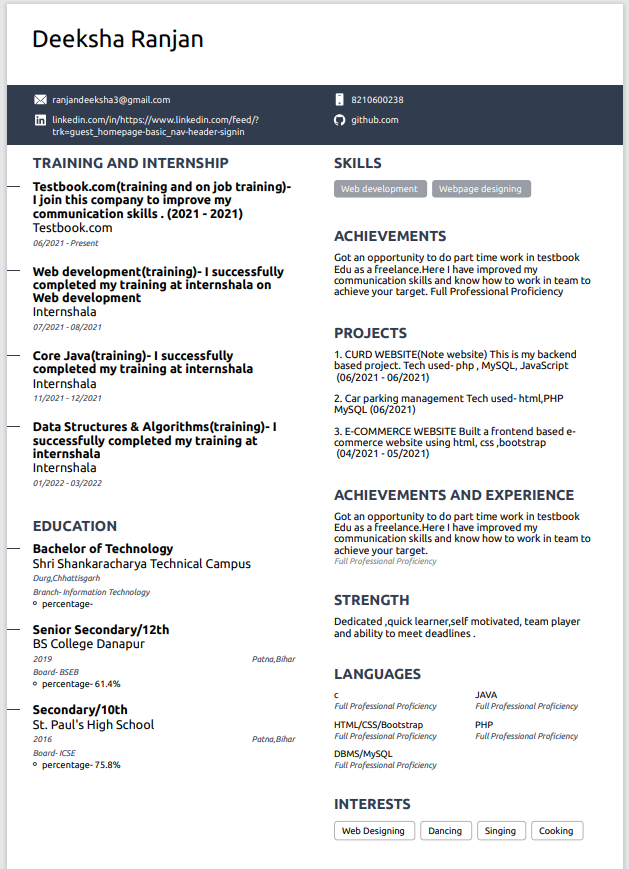 Deeksha Ranjan
ranjandeeksha3@gmail.com
8210600238
linkedin.com/in/https://www.linkedin.com/feed/?
trk=guest_homepage-basic_nav-header-signin
github.com
TRAINING AND INTERNSHIP
Testbook.com(training and on job training)-
I join this company to improve my
communication skills . (2021 - 2021)
Testbook.com
06/2021 - Present
Web development(training)- I successfully
completed my training at internshala on
Web development
Internshala
07/2021 - 08/2021
Core Java(training)- I successfully
completed my training at internshala
Internshala
11/2021 - 12/2021
Data Structures & Algorithms(training)- I
successfully completed my training at
internshala
Internshala
01/2022 - 03/2022
EDUCATION
Bachelor of Technology
Shri Shankaracharya Technical Campus
Durg,Chhattisgarh
Branch- Information Technology
percentage-
Senior Secondary/12th
BS College Danapur
2019 Patna,Bihar
Board- BSEB
percentage- 61.4%
Secondary/10th
St. Paul's High School
2016 Patna,Bihar
Board- ICSE
percentage- 75.8%
SKILLS
Web development Webpage designing
ACHIEVEMENTS
Got an opportunity to do part time work in testbook
Edu as a freelance.Here I have improved my
communication skills and know how to work in team to
achieve your target. Full Professional Proficiency
PROJECTS
1. CURD WEBSITE(Note website) This is my backend
based project. Tech used- php , MySQL, JavaScript
(06/2021 - 06/2021)
2. Car parking management Tech used- html,PHP
MySQL (06/2021)
3. E-COMMERCE WEBSITE Built a frontend based e-
commerce website using html, css ,bootstrap
(04/2021 - 05/2021)
ACHIEVEMENTS AND EXPERIENCE
Got an opportunity to do part time work in testbook
Edu as a freelance.Here I have improved my
communication skills and know how to work in team to
achieve your target.
Full Professional Proficiency
STRENGTH
Dedicated ,quick learner,self motivated, team player
and ability to meet deadlines .
LANGUAGES
c JAVA
Full Professional Proficiency Full Professional Proficiency
HTML/CSS/Bootstrap PHP
Full Professional Proficiency Full Professional Proficiency
DBMS/MySQL
Full Professional Proficiency
INTERESTS
Web Designing Dancing Singing Cooking